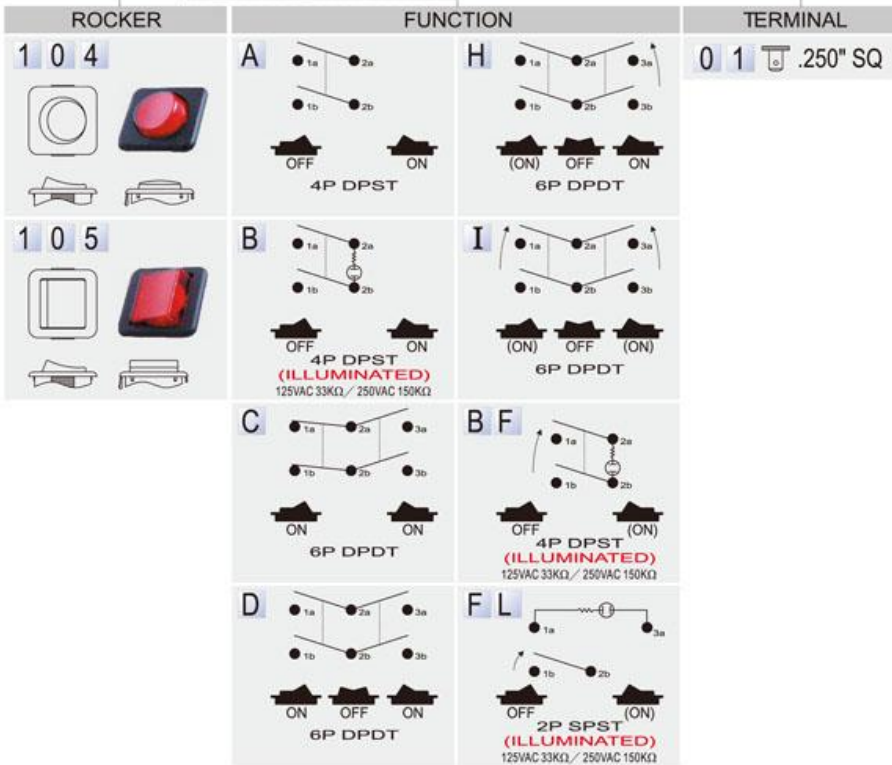 ROCKER
FUNCTION
TERMINAL
1 0 4
A
1a 2a
1b 2b
OFF ON
4P DPST
H
1a 2a 3a
1b 2b 3b
(ON) OFF ON
6P DPDT
0 1 .250" SQ
1 0 5
B
1a 2a
1b 2b
OFF ON
4P DPST
(ILLUMINATED)
125VAC 33KΩ/250VAC 150KΩ
I
1a 2a 3a
1b 2b 3b
(ON) OFF (ON)
6P DPDT
C
1a 2a 3a
1b 2b 3b
ON ON
6P DPDT
B F
1a 2a
1b 2b
OFF (ON)
4P DPST
(ILLUMINATED)
125VAC 33KΩ/250VAC 150KΩ
D
1a 2a 3a
1b 2b 3b
ON OFF ON
6P DPDT
F L
1a 3a
1b 2b
OFF (ON)
2P SPST
(ILLUMINATED)
125VAC 33KΩ/250VAC 150KΩ